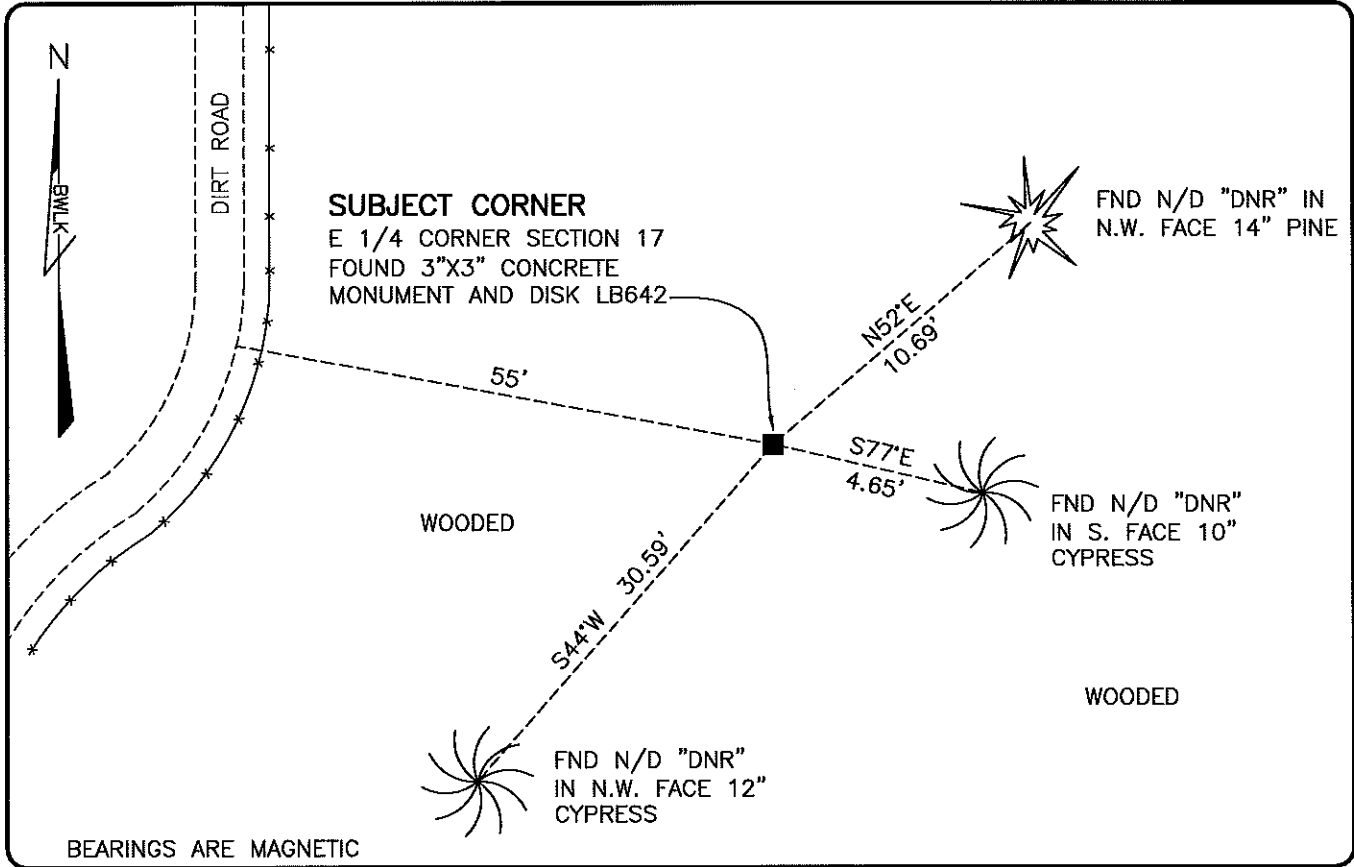 N
BWLK
DIRT ROAD
SUBJECT CORNER
E 1/4 CORNER SECTION 17
FOUND 3"X3" CONCRETE
MONUMENT AND DISK LB642
FND N/D "DNR" IN
N.W. FACE 14" PINE
N52°E
10.69'
55'
S77°E
4.65'
FND N/D "DNR"
IN S. FACE 10"
CYPRESS
WOODED
S44°W 30.59'
WOODED
FND N/D "DNR"
IN N.W. FACE 12"
CYPRESS
BEARINGS ARE MAGNETIC